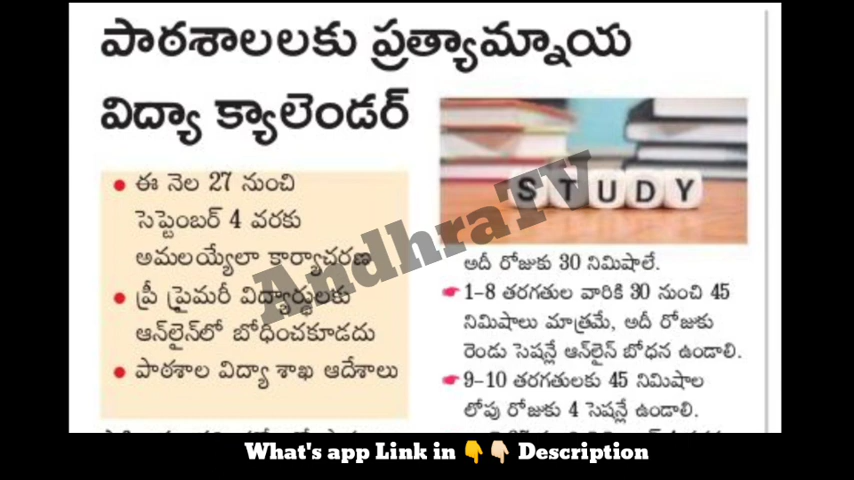 పాఠశాలలకు ప్రత్యామ్నాయ
విద్యా క్యాలెండర్
ఈ నెల 27 నుంచి
సెప్టెంబర్ 4 వరకు
అమలయ్యేలా కార్యాచరణ
ప్రీ ప్రైమరీ విద్యార్థులకు
ఆన్‌లైన్‌లో బోధించకూడదు
పాఠశాల విద్యా శాఖ ఆదేశాలు
STUDY
అదీ రోజుకు 30 నిమిషాలే.
1-8 తరగతుల వారికి 30 నుంచి 45
నిమిషాలు మాత్రమే, అదీ రోజుకు
రెండు సెషన్లే ఆన్‌లైన్ బోధన ఉండాలి.
9-10 తరగతులకు 45 నిమిషాల
లోపు రోజుకు 4 సెషన్లే ఉండాలి.
AndhraTV
What's app Link in 👇👇🏻 Description